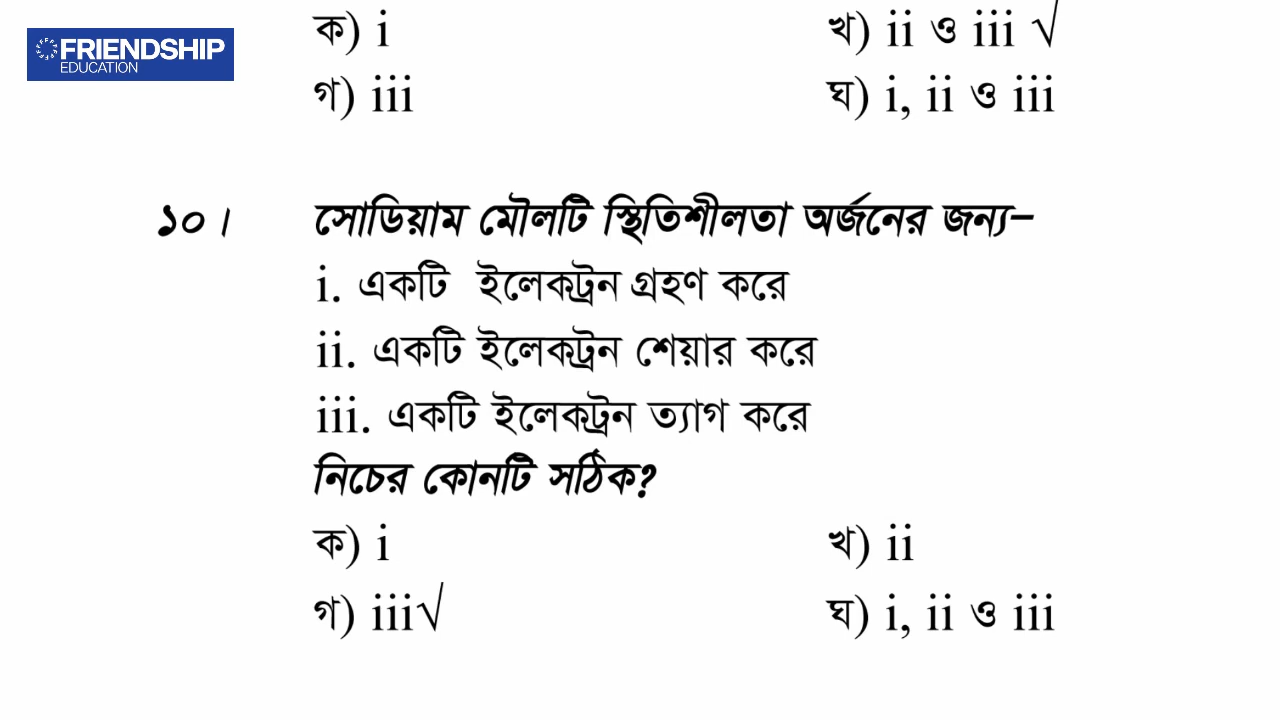 FRIENDSHIP
EDUCATION
ক) i খ) ii ও iii √
গ) iii ঘ) i, ii ও iii
১০। সোডিয়াম মৌলটি স্থিতিশীলতা অর্জনের জন্য–
i. একটি ইলেকট্রন গ্রহণ করে
ii. একটি ইলেকট্রন শেয়ার করে
iii. একটি ইলেকট্রন ত্যাগ করে
নিচের কোনটি সঠিক?
ক) i খ) ii
গ) iii√ ঘ) i, ii ও iii